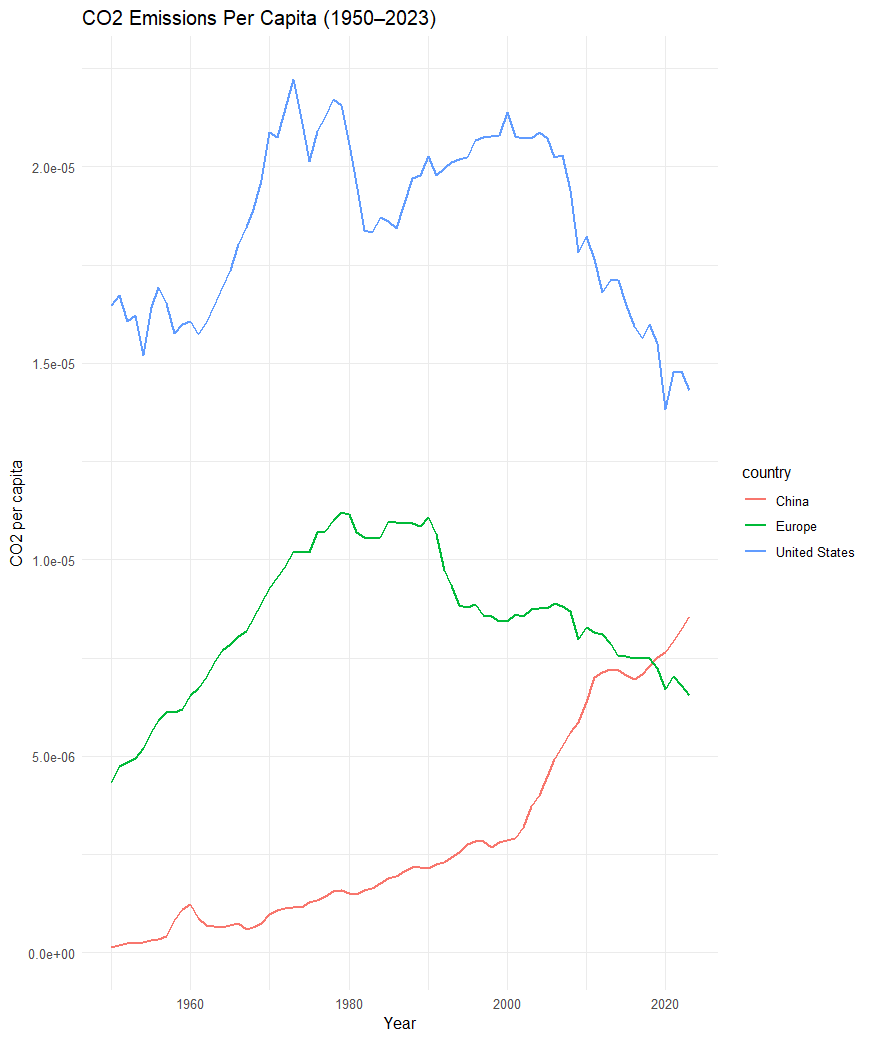 CO2 Emissions Per Capita (1950–2023)
CO2 per capita
2.0e-05
1.5e-05
1.0e-05
5.0e-06
0.0e+00
1960
1980
2000
2020
Year
country
China
Europe
United States